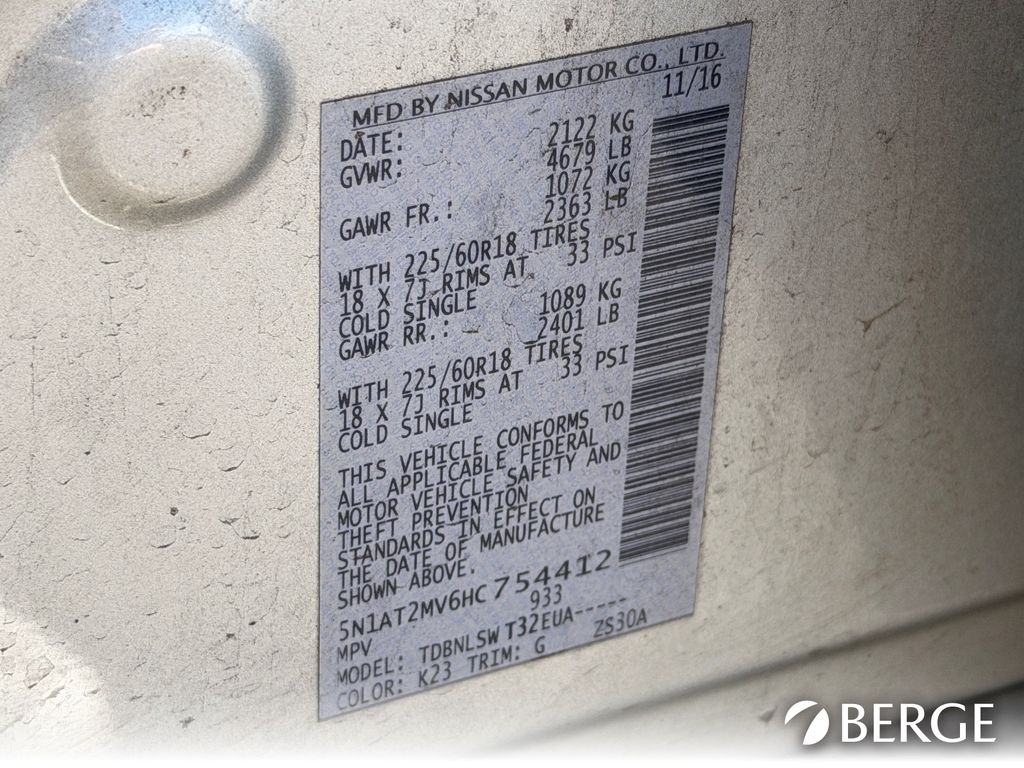 MFD BY NISSAN MOTOR CO., LTD.
DATE: 11/16
GVWR: 2122 KG
4679 LB
GAWR FR.: 1072 KG
2363 LB
WITH 225/60R18 TIRES
18 X 7J RIMS AT 33 PSI
COLD SINGLE
GAWR RR.: 1089 KG
2401 LB
WITH 225/60R18 TIRES
18 X 7J RIMS AT 33 PSI
COLD SINGLE
THIS VEHICLE CONFORMS TO
ALL APPLICABLE FEDERAL
MOTOR VEHICLE SAFETY AND
THEFT PREVENTION
STANDARDS IN EFFECT ON
THE DATE OF MANUFACTURE
SHOWN ABOVE.
5N1AT2MV6HC 754412
MPV 933
MODEL: TDBNLSW T32EUA-----
COLOR: K23 TRIM: G ZS30A
BERGE